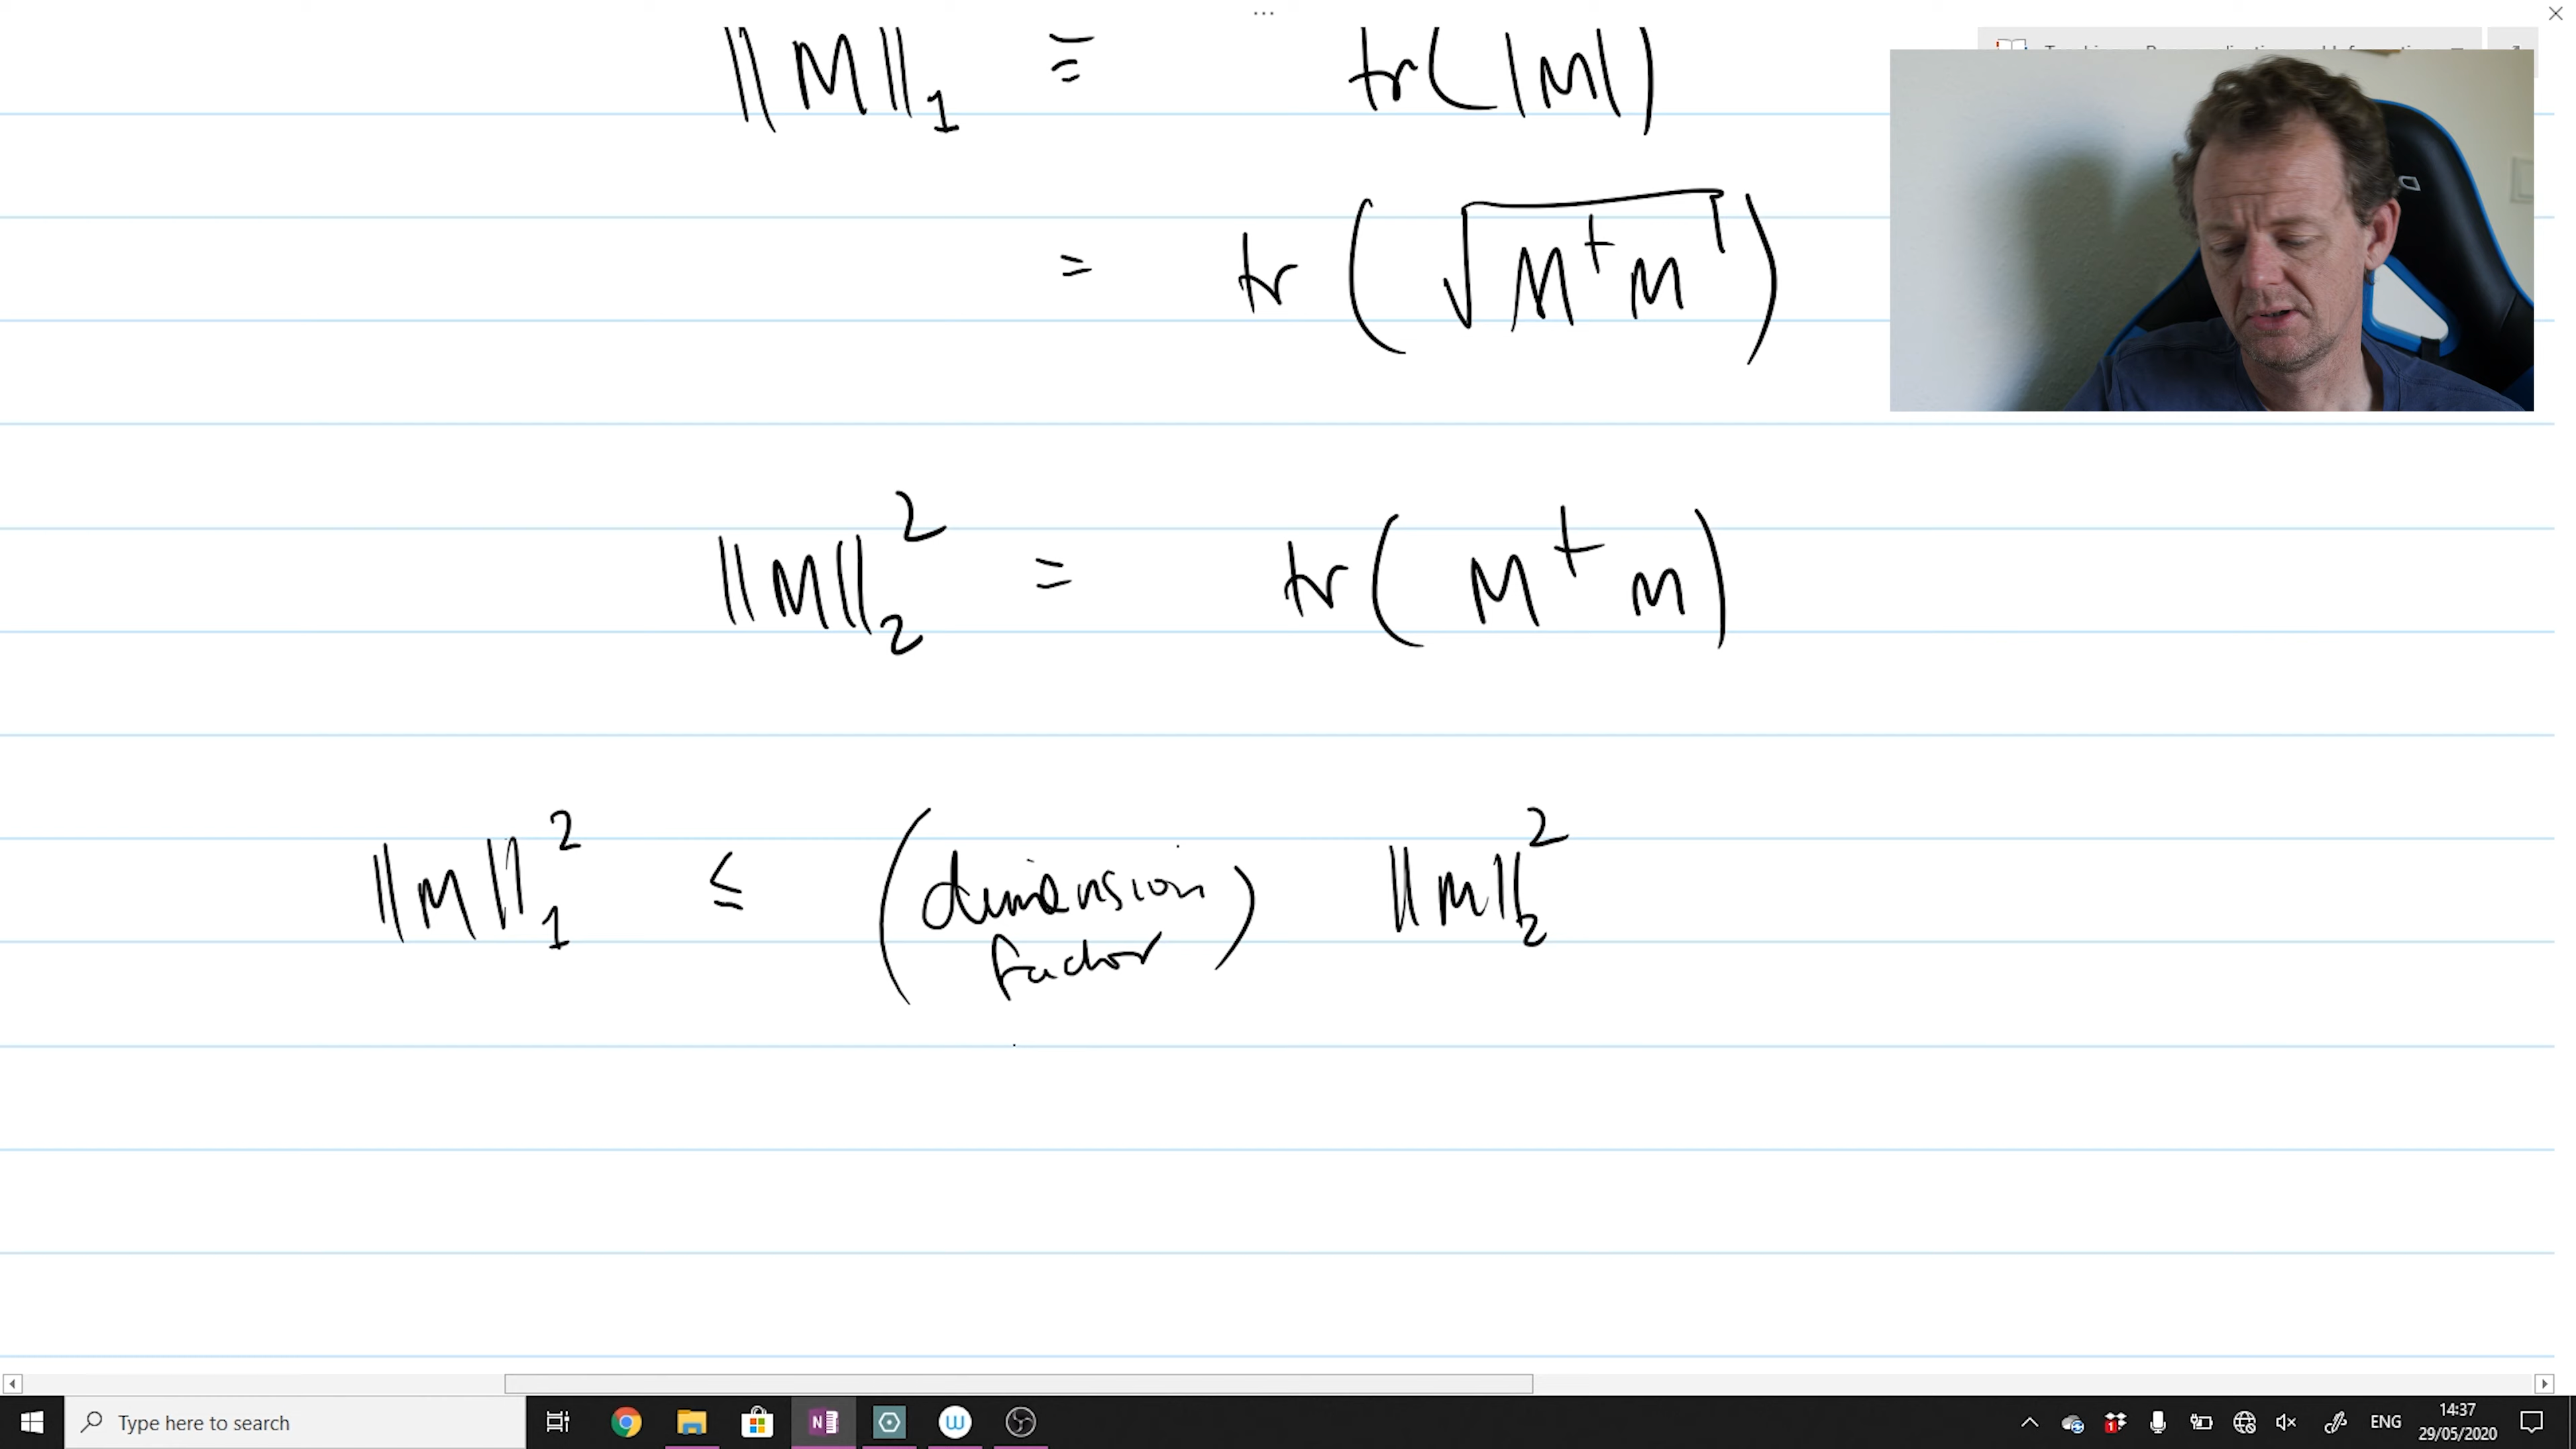 ‖M‖₁ ≡ tr(|M|)
= tr(√M†M)
‖M‖₂² = tr(M†M)
‖M‖₁² ≤ (dimension factor) ‖M‖₂²
Type here to search
N
W
1
ENG
14:37
29/05/2020